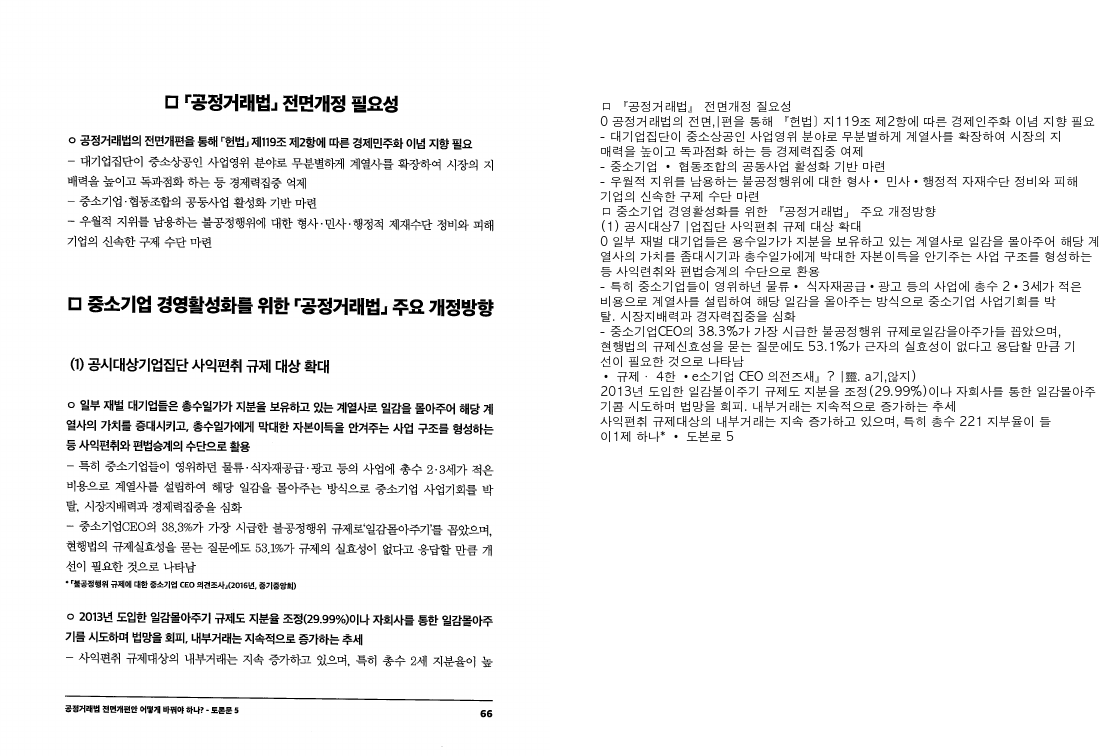 □ 「공정거래법」 전면개정 필요성
ㅇ 공정거래법의 전면개편을 통해 「헌법」 제119조 제2항에 따른 경제민주화 이념 지향 필요
– 대기업집단이 중소상공인 사업영위 분야로 무분별하게 계열사를 확장하여 시장의 지
배력을 높이고 독과점화 하는 등 경제력집중 억제
– 중소기업·협동조합의 공동사업 활성화 기반 마련
– 우월적 지위를 남용하는 불공정행위에 대한 형사·민사·행정적 제재수단 정비와 피해
기업의 신속한 구제 수단 마련
□ 중소기업 경영활성화를 위한 「공정거래법」 주요 개정방향
(1) 공시대상기업집단 사익편취 규제 대상 확대
ㅇ 일부 재벌 대기업들은 총수일가가 지분을 보유하고 있는 계열사로 일감을 몰아주어 해당 계
열사의 가치를 증대시키고, 총수일가에게 막대한 자본이득을 안겨주는 사업 구조를 형성하는
등 사익편취와 편법승계의 수단으로 활용
– 특히 중소기업들이 영위하던 물류·식자재공급·광고 등의 사업에 총수 2·3세가 적은
비용으로 계열사를 설립하여 해당 일감을 몰아주는 방식으로 중소기업 사업기회를 박
탈, 시장지배력과 경제력집중을 심화
– 중소기업CEO의 38.3%가 가장 시급한 불공정행위 규제로'일감몰아주기'를 꼽았으며,
현행법의 규제실효성을 묻는 질문에도 53.1%가 규제의 실효성이 없다고 응답할 만큼 개
선이 필요한 것으로 나타남
* 「불공정행위 규제에 대한 중소기업 CEO 의견조사」(2016년, 중기중앙회)
ㅇ 2013년 도입한 일감몰아주기 규제도 지분율 조정(29.99%)이나 자회사를 통한 일감몰아주
기를 시도하며 법망을 회피, 내부거래는 지속적으로 증가하는 추세
– 사익편취 규제대상의 내부거래는 지속 증가하고 있으며, 특히 총수 2세 지분율이 높
공정거래법 전면개편안 어떻게 바꿔야 하나? - 토론문 5
66
ㅁ 『공정거래법』 전면개정 질요성
0 공정거래법의 전면,|편을 통해 『헌법〕 지119조 제2항에 따른 경제인주화 이념 지향 필요
- 대기업집단이 중소상공인 사업영위 분야로 무분별하게 계열사를 확장하여 시장의 지
매력을 높이고 독과점화 하는 등 경제력집중 여제
- 중소기업 • 협동조합의 공동사업 활성화 기반 마련
- 우월적 지위를 남용하는 불공정행위에 대한 형사• 민사•행정적 자재수단 정비와 피해
기업의 신속한 구제 수단 마련
ㅁ 중소기업 경영활성화를 위한 『공정거래법』 주요 개정방향
(1) 공시대상7 |업집단 사익편취 규제 대상 확대
0 일부 재벌 대기업들은 용수일가가 지분을 보유하고 있는 계열사로 일감을 몰아주어 해당 계
열사의 가치를 좀대시기과 총수일가에게 박대한 자본이득을 안기주는 사업 구조를 형성하는
등 사익련취와 편법승계의 수단으로 환용
- 특히 중소기업들이 영위하넌 물류• 식자재공급•광고 등의 사업에 총수 2•3세가 적은
비용으로 계열사를 설립하여 해당 일감을 올아주는 방식으로 중소기업 사업기회를 박
탈. 시장지배력과 경자력집중을 심화
- 중소기업CEO의 38.3%가 가장 시급한 불공정행위 규제로일감을아주가들 꼽았으며,
현행법의 규제신효성을 묻는 질문에도 53.1%가 근자의 실효성이 없다고 용답할 만큼 기
선이 필요한 것으로 나타남
• 규제 · 4한 •e소기업 CEO 의전즈새』? |靈. a기,않지)
2013년 도입한 일감볼이주기 규제도 지분을 조정(29.99%)이나 자회사를 통한 일감몰아주
기콤 시도하며 법망을 회피. 내부거래는 지속적으로 증가하는 추세
사익편취 규제대상의 내부거래는 지속 증가하고 있으며, 특히 총수 221 지부율이 들
이1제 하나* • 도본로 5